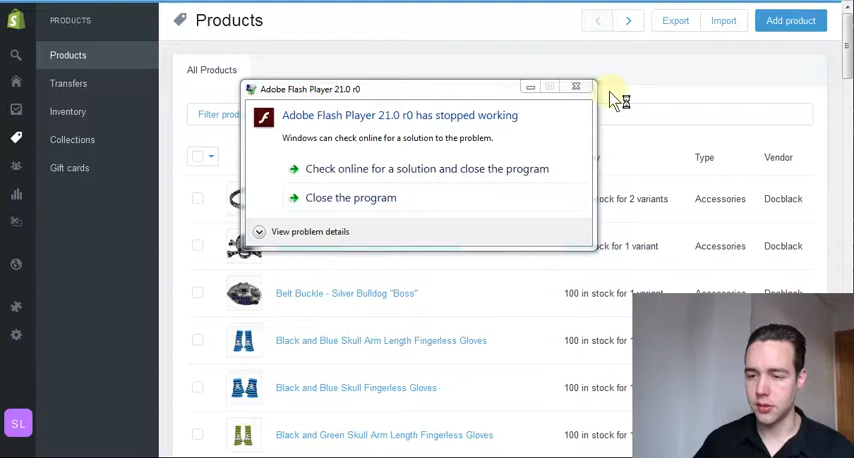 PRODUCTS
Products
Export
Import
Add product
Products
Transfers
Inventory
Collections
Gift cards
All Products
Adobe Flash Player 21.0 r0
Adobe Flash Player 21.0 r0 has stopped working
Windows can check online for a solution to the problem.
Check online for a solution and close the program
Close the program
View problem details
Filter
Type
Vendor
for 2 variants
Accessories
Docblack
for 1 variant
Accessories
Docblack
Belt Buckle - Silver Bulldog "Boss"
100 in stock for
Accessories
Docblack
Black and Blue Skull Arm Length Fingerless Gloves
100 in stock for
Black and Blue Skull Fingerless Gloves
100 in stock for
Black and Green Skull Arm Length Fingerless Gloves
100 in stock for
SL